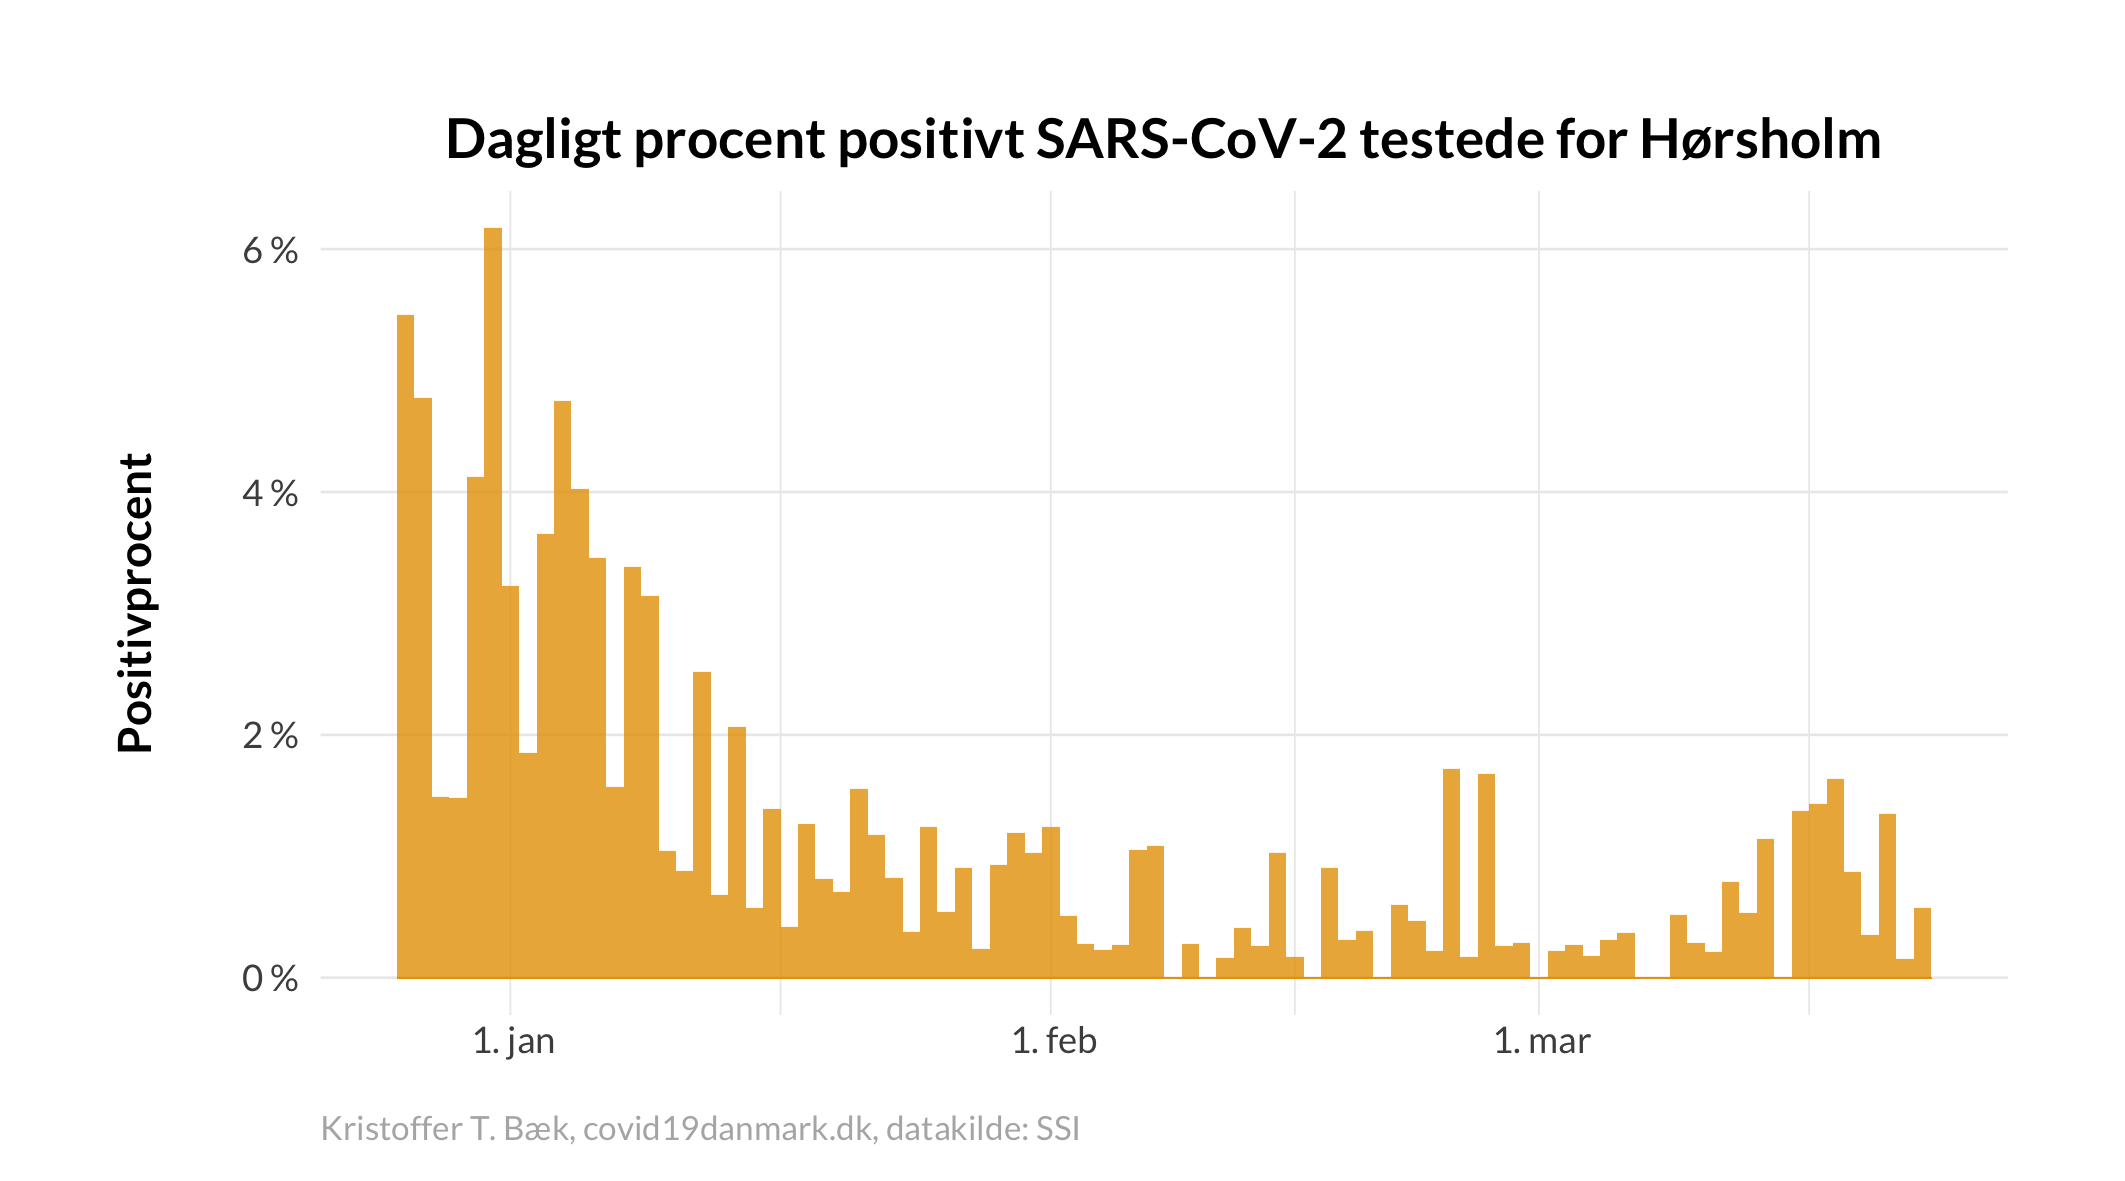 Dagligt procent positivt SARS-CoV-2 testede for Hørsholm
Positivprocent
6 %
4 %
2 %
0 %
1. jan
1. feb
1. mar
Kristoffer T. Bæk, covid19danmark.dk, datakilde: SSI